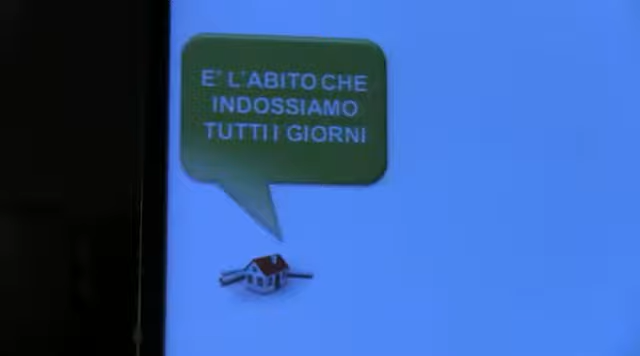 E' L'ABITO CHE
INDOSSIAMO
TUTTI I GIORNI